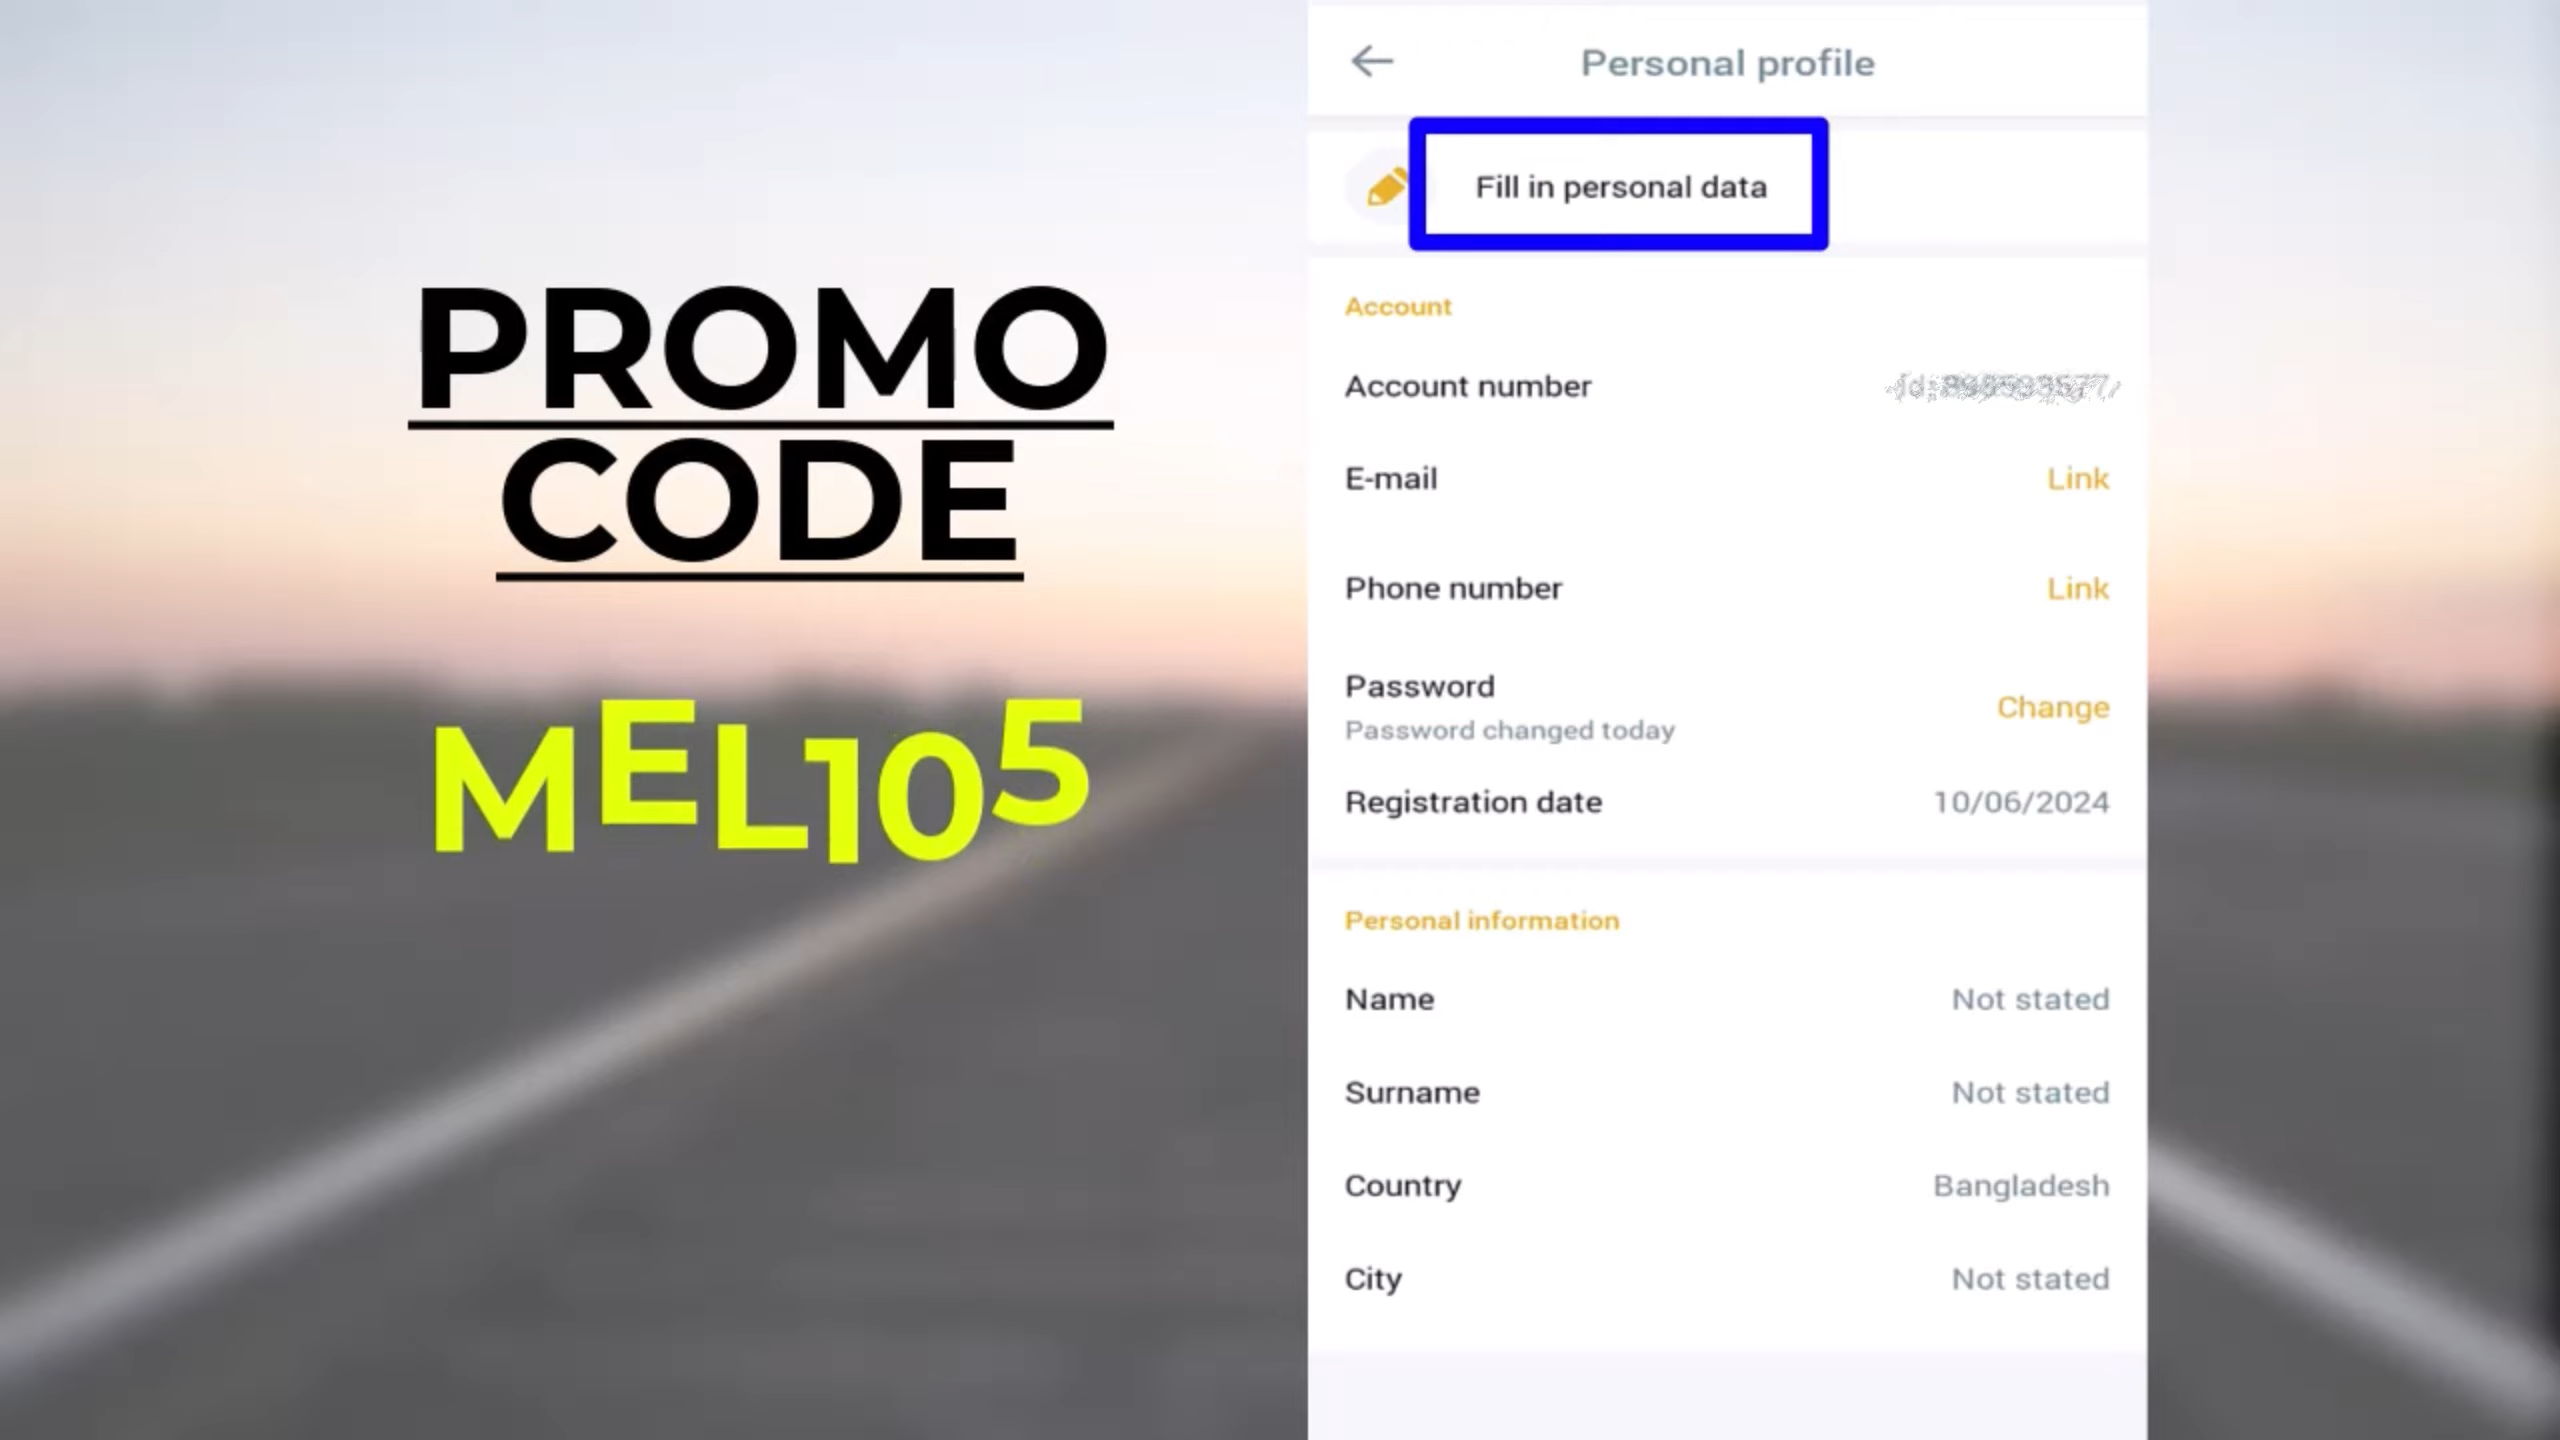 PROMO
CODE
MEL105
Personal profile
Fill in personal data
Account
Account number
E-mail Link
Phone number Link
Password
Password changed today
Change
Registration date 10/06/2024
Personal information
Name Not stated
Surname Not stated
Country Bangladesh
City Not stated